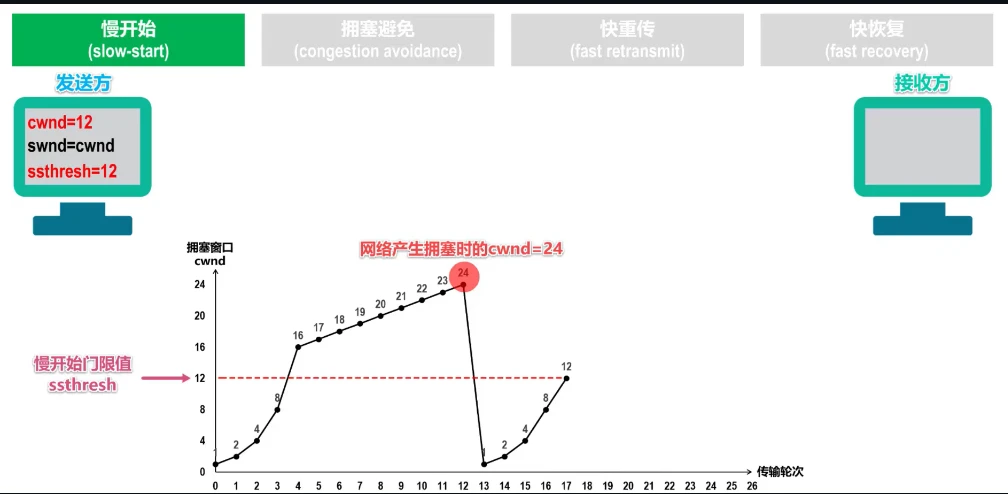 慢开始
(slow-start)
拥塞避免
(congestion avoidance)
快重传
(fast retransmit)
快恢复
(fast recovery)
发送方
接收方
cwnd=12
swnd=cwnd
ssthresh=12
拥塞窗口
cwnd
网络产生拥塞时的cwnd=24
慢开始门限值
ssthresh
24
20
16
12
8
4
0
2
4
8
16
17
18
19
20
21
22
23
24
1
2
4
8
12
0 1 2 3 4 5 6 7 8 9 10 11 12 13 14 15 16 17 18 19 20 21 22 23 24 25 26
传输轮次